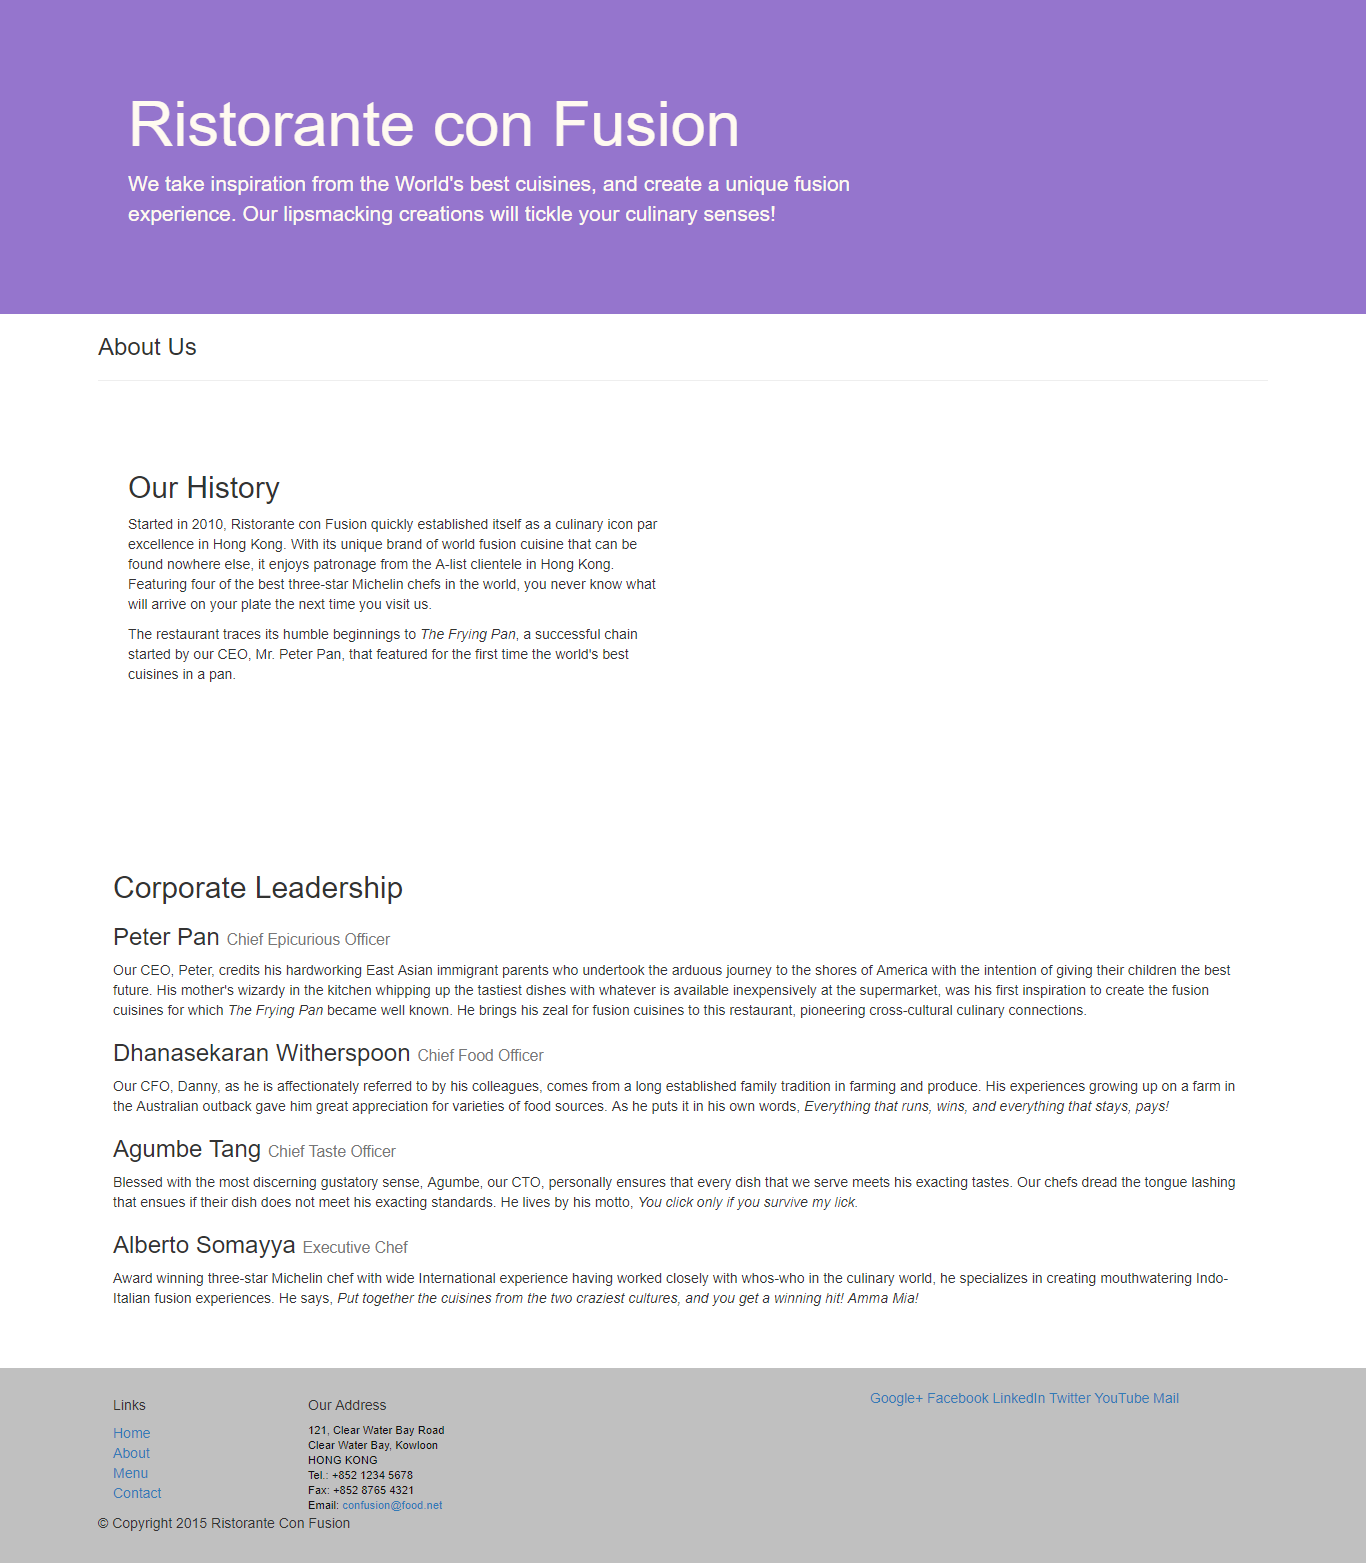 Ristorante con Fusion
We take inspiration from the World's best cuisines, and create a unique fusion
experience. Our lipsmacking creations will tickle your culinary senses!
About Us
Our History
Started in 2010, Ristorante con Fusion quickly established itself as a culinary icon par
excellence in Hong Kong. With its unique brand of world fusion cuisine that can be
found nowhere else, it enjoys patronage from the A-list clientele in Hong Kong.
Featuring four of the best three-star Michelin chefs in the world, you never know what
will arrive on your plate the next time you visit us.
The restaurant traces its humble beginnings to The Frying Pan, a successful chain
started by our CEO, Mr. Peter Pan, that featured for the first time the world's best
cuisines in a pan.
Corporate Leadership
Peter Pan Chief Epicurious Officer
Our CEO, Peter, credits his hardworking East Asian immigrant parents who undertook the arduous journey to the shores of America with the intention of giving their children the best
future. His mother's wizardy in the kitchen whipping up the tastiest dishes with whatever is available inexpensively at the supermarket, was his first inspiration to create the fusion
cuisines for which The Frying Pan became well known. He brings his zeal for fusion cuisines to this restaurant, pioneering cross-cultural culinary connections.
Dhanasekaran Witherspoon Chief Food Officer
Our CFO, Danny, as he is affectionately referred to by his colleagues, comes from a long established family tradition in farming and produce. His experiences growing up on a farm in
the Australian outback gave him great appreciation for varieties of food sources. As he puts it in his own words, Everything that runs, wins, and everything that stays, pays!
Agumbe Tang Chief Taste Officer
Blessed with the most discerning gustatory sense, Agumbe, our CTO, personally ensures that every dish that we serve meets his exacting tastes. Our chefs dread the tongue lashing
that ensues if their dish does not meet his exacting standards. He lives by his motto, You click only if you survive my lick.
Alberto Somayya Executive Chef
Award winning three-star Michelin chef with wide International experience having worked closely with whos-who in the culinary world, he specializes in creating mouthwatering Indo-
Italian fusion experiences. He says, Put together the cuisines from the two craziest cultures, and you get a winning hit! Amma Mia!
Links
Home
About
Menu
Contact
Our Address
121, Clear Water Bay Road
Clear Water Bay, Kowloon
HONG KONG
Tel.: +852 1234 5678
Fax: +852 8765 4321
Email: confusion@food.net
Google+ Facebook LinkedIn Twitter YouTube Mail
© Copyright 2015 Ristorante Con Fusion